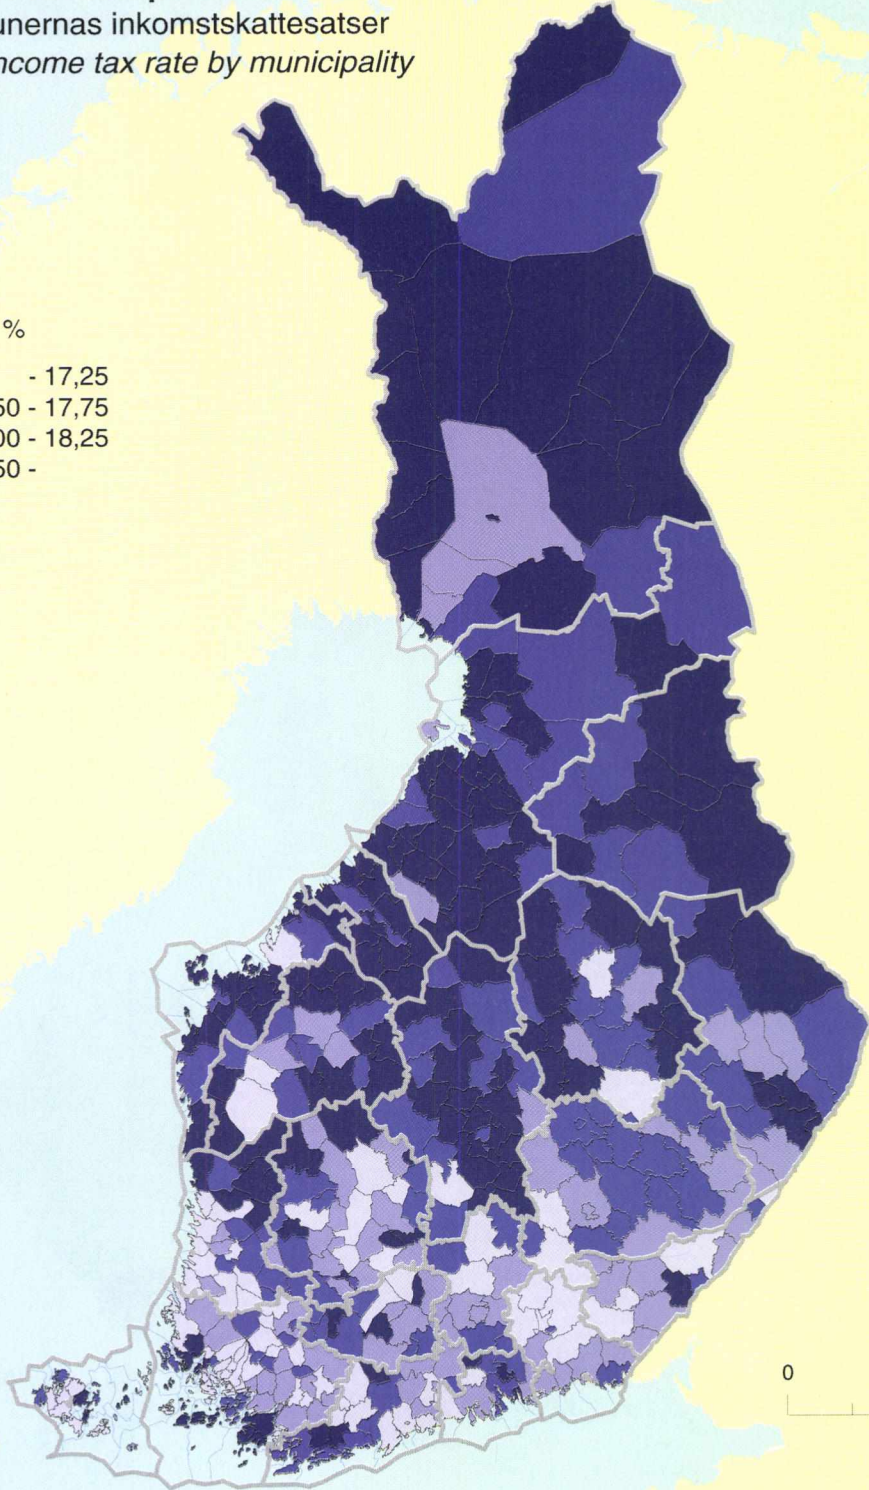 unernas inkomstskattesatser
ncome tax rate by municipality
%
- 17,25
50 - 17,75
00 - 18,25
50 -
0